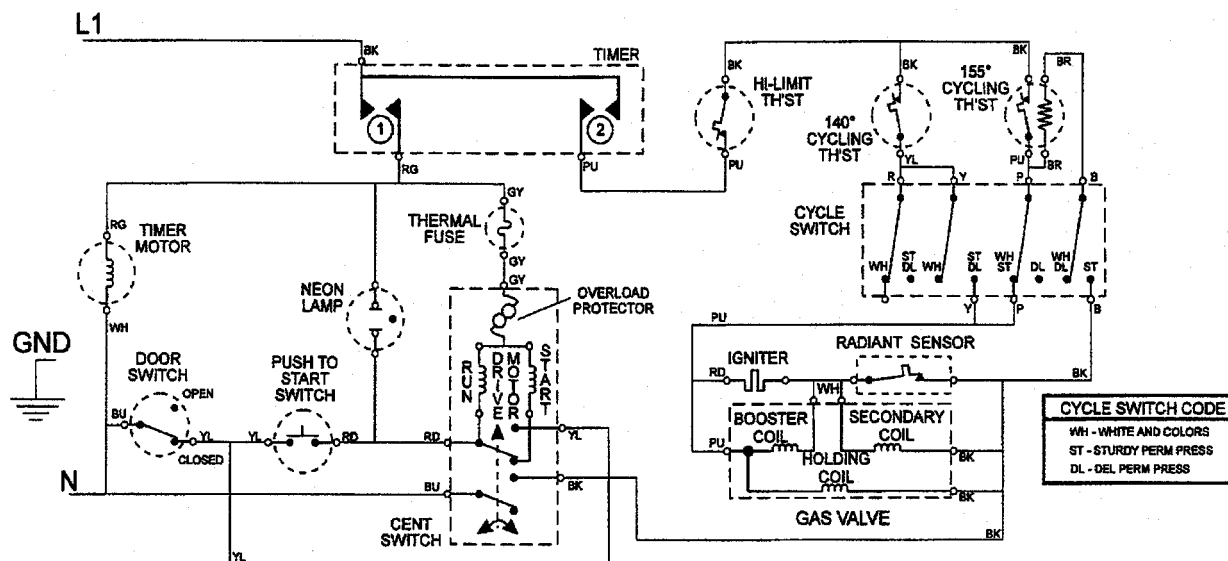 L1
BK
TIMER
1
2
RG
PU
BK
HI-LIMIT
TH'ST
PU
BK
140°
CYCLING
TH'ST
YL
BK
155°
CYCLING
TH'ST
BR
PU
BR
R
Y
P
B
CYCLE
SWITCH
WH
ST
DL
WH
ST
DL
WH
ST
DL
WH
DL
ST
Y
P
B
RG
TIMER
MOTOR
WH
NEON
LAMP
THERMAL
FUSE
GY
GY
GY
OVERLOAD
PROTECTOR
RUN
DRIVE
MOTOR
START
GND
DOOR
SWITCH
OPEN
BU
YL
CLOSED
PUSH TO
START
SWITCH
YL
RD
RD
YL
N
BU
BK
CENT
SWITCH
YL
PU
RADIANT SENSOR
IGNITER
RD
WH
BK
BOOSTER
COIL
SECONDARY
COIL
PU
BK
HOLDING
COIL
BK
GAS VALVE
BK
CYCLE SWITCH CODE
WH - WHITE AND COLORS
ST - STURDY PERM PRESS
DL - DEL PERM PRESS